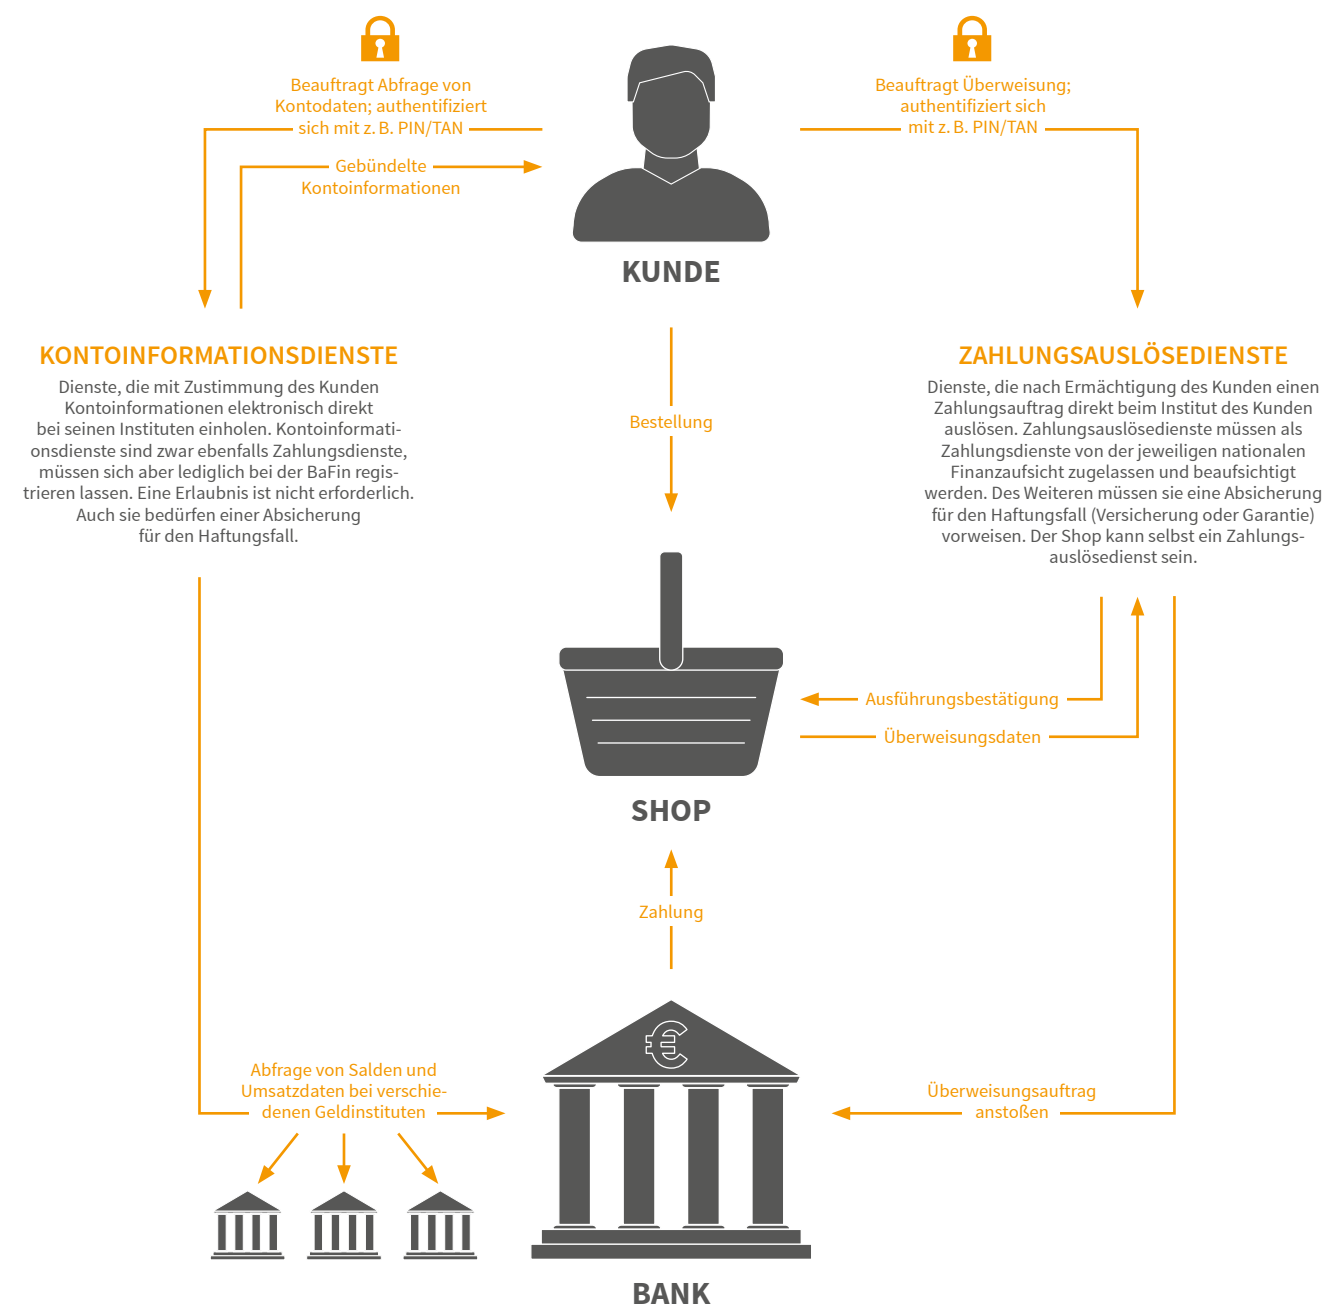 Beauftragt Abfrage von
Kontodaten; authentifiziert
sich mit z. B. PIN/TAN
Gebündelte
Kontoinformationen
Beauftragt Überweisung;
authentifiziert sich
mit z. B. PIN/TAN
KUNDE
KONTOINFORMATIONSDIENSTE
Dienste, die mit Zustimmung des Kunden
Kontoinformationen elektronisch direkt
bei seinen Instituten einholen. Kontoinformati-
onsdienste sind zwar ebenfalls Zahlungsdienste,
müssen sich aber lediglich bei der BaFin regis-
trieren lassen. Eine Erlaubnis ist nicht erforderlich.
Auch sie bedürfen einer Absicherung
für den Haftungsfall.
Bestellung
ZAHLUNGSAUSLÖSEDIENSTE
Dienste, die nach Ermächtigung des Kunden einen
Zahlungsauftrag direkt beim Institut des Kunden
auslösen. Zahlungsauslösedienste müssen als
Zahlungsdienste von der jeweiligen nationalen
Finanzaufsicht zugelassen und beaufsichtigt
werden. Des Weiteren müssen sie eine Absicherung
für den Haftungsfall (Versicherung oder Garantie)
vorweisen. Der Shop kann selbst ein Zahlungs-
auslösedienst sein.
Ausführungsbestätigung
Überweisungsdaten
SHOP
Zahlung
€
Abfrage von Salden und
Umsatzdaten bei verschie-
denen Geldinstituten
Überweisungsauftrag
anstoßen
BANK